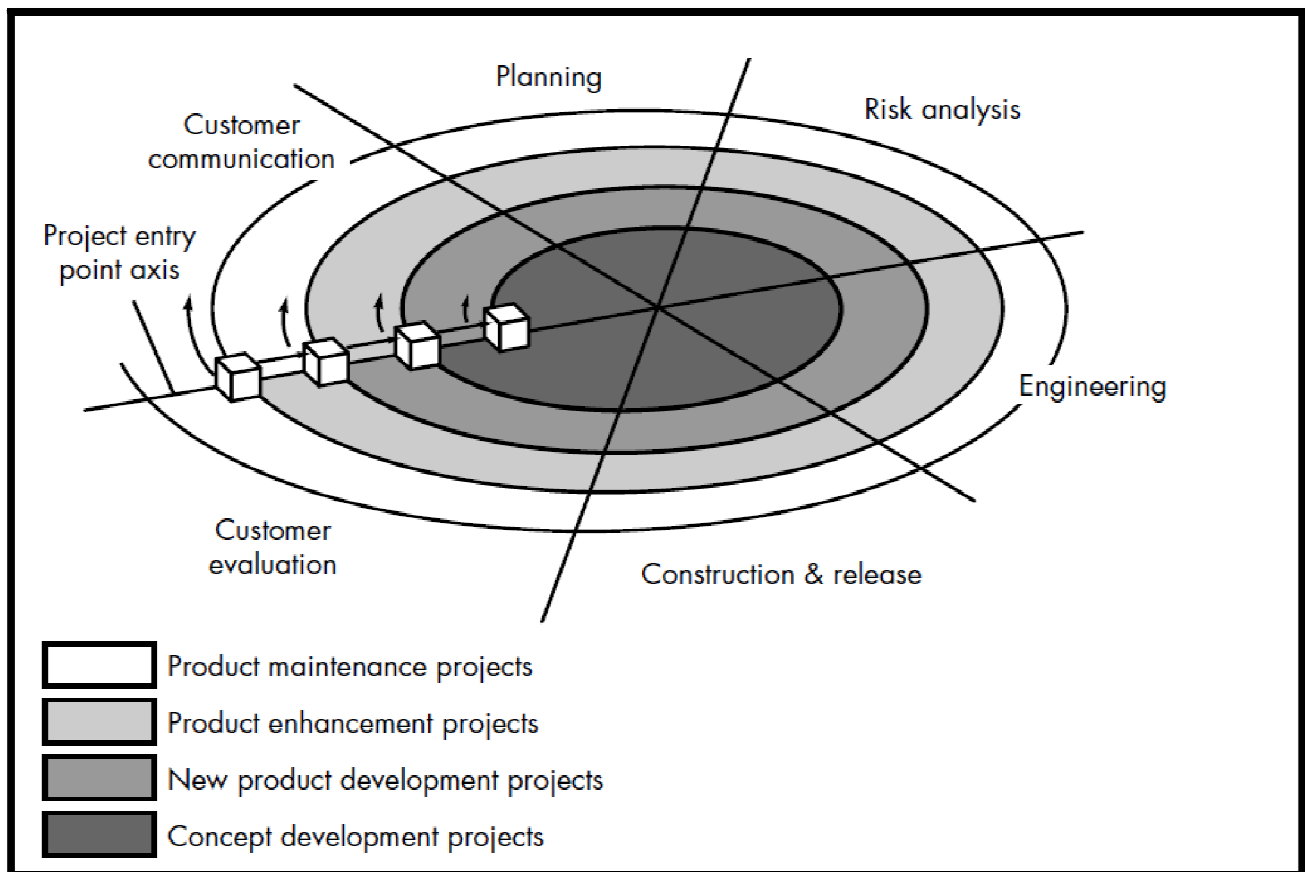 Planning
Risk analysis
Customer
communication
Project entry
point axis
Engineering
Customer
evaluation
Construction & release
Product maintenance projects
Product enhancement projects
New product development projects
Concept development projects